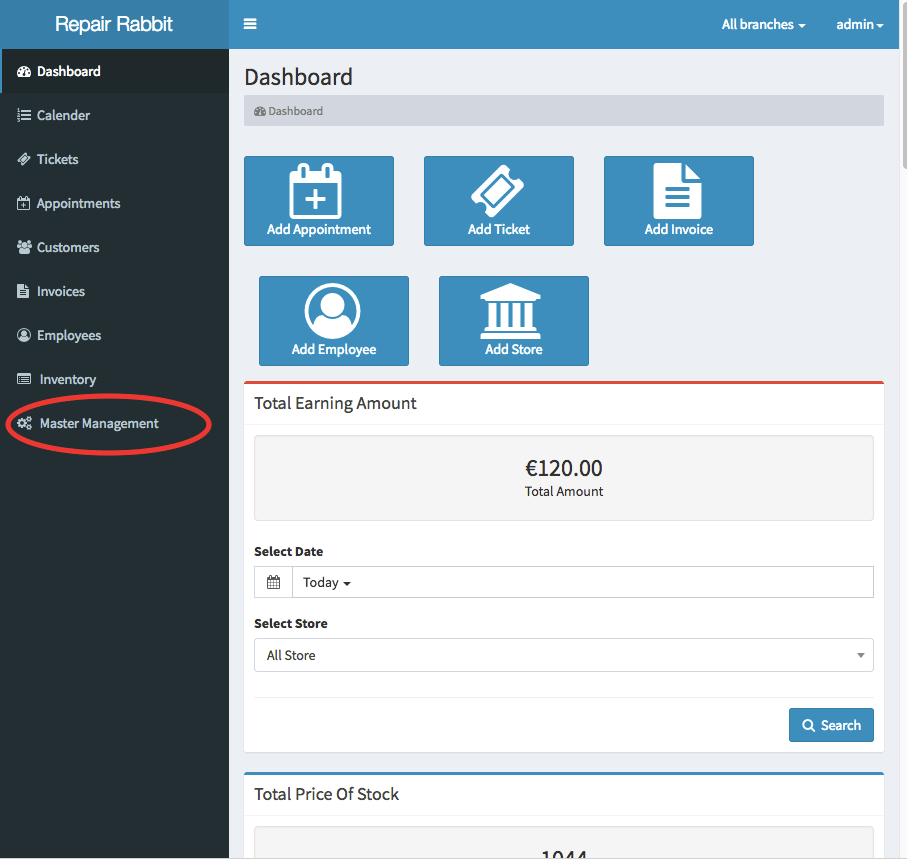 Repair Rabbit
All branches
admin
Dashboard
Calender
Tickets
Appointments
Customers
Invoices
Employees
Inventory
Master Management
Dashboard
Dashboard
Add Appointment
Add Ticket
Add Invoice
Add Employee
Add Store
Total Earning Amount
€120.00
Total Amount
Select Date
Today
Select Store
All Store
Search
Total Price Of Stock
1044